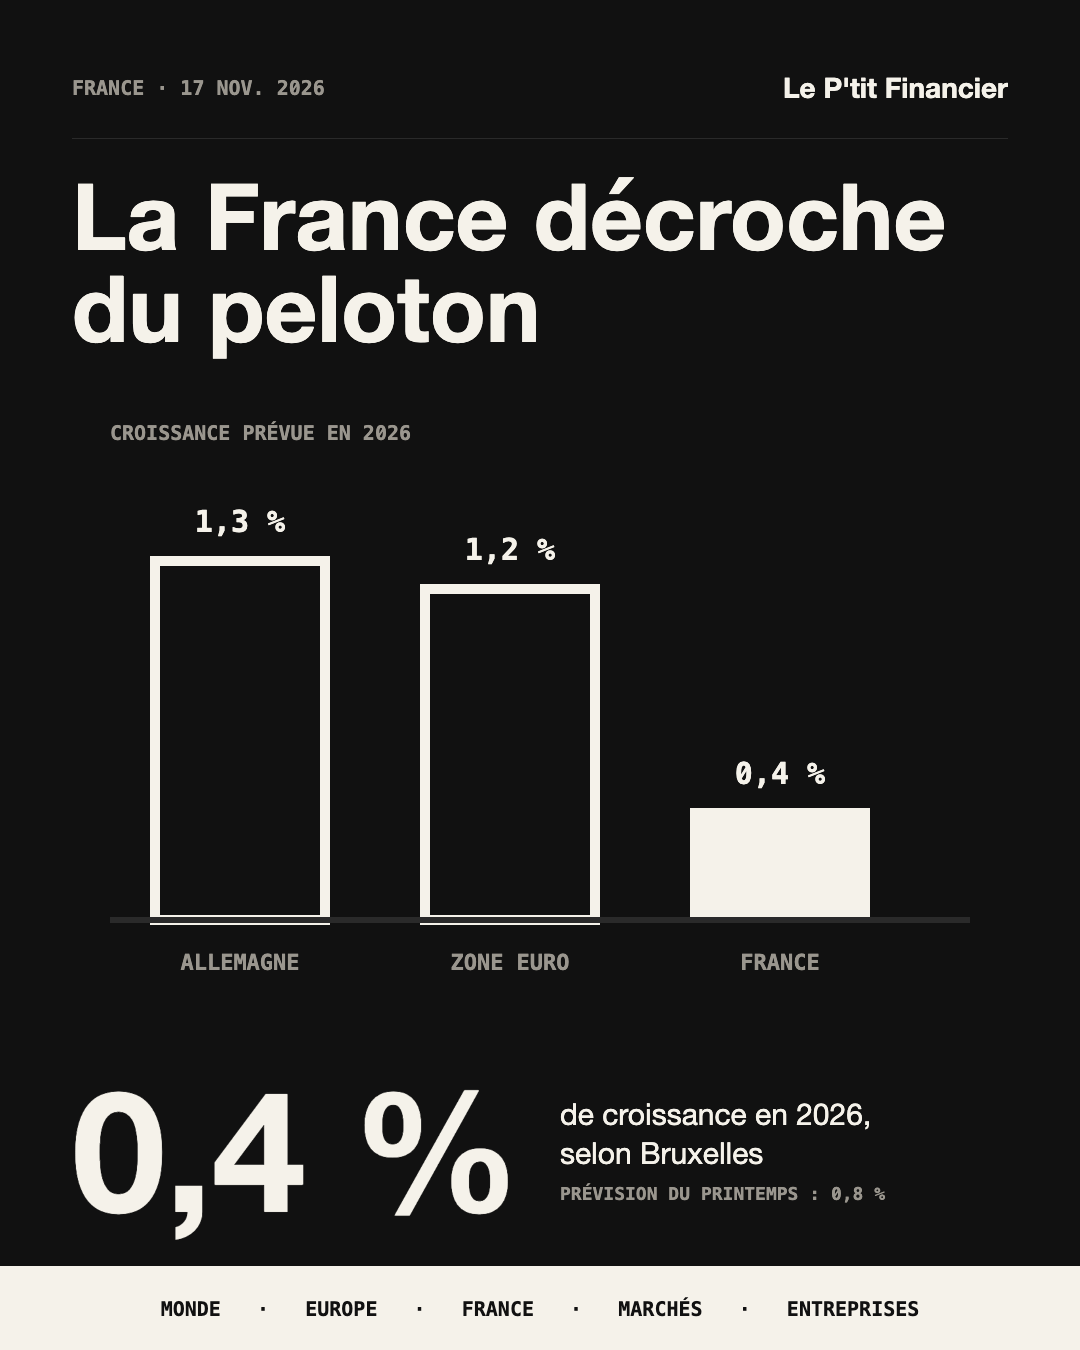 FRANCE · 17 NOV. 2026
Le P'tit Financier
La France décroche
du peloton
CROISSANCE PRÉVUE EN 2026
1,3 %
1,2 %
0,4 %
ALLEMAGNE
ZONE EURO
FRANCE
0,4 %
de croissance en 2026,
selon Bruxelles
PRÉVISION DU PRINTEMPS : 0,8 %
MONDE · EUROPE · FRANCE · MARCHÉS · ENTREPRISES